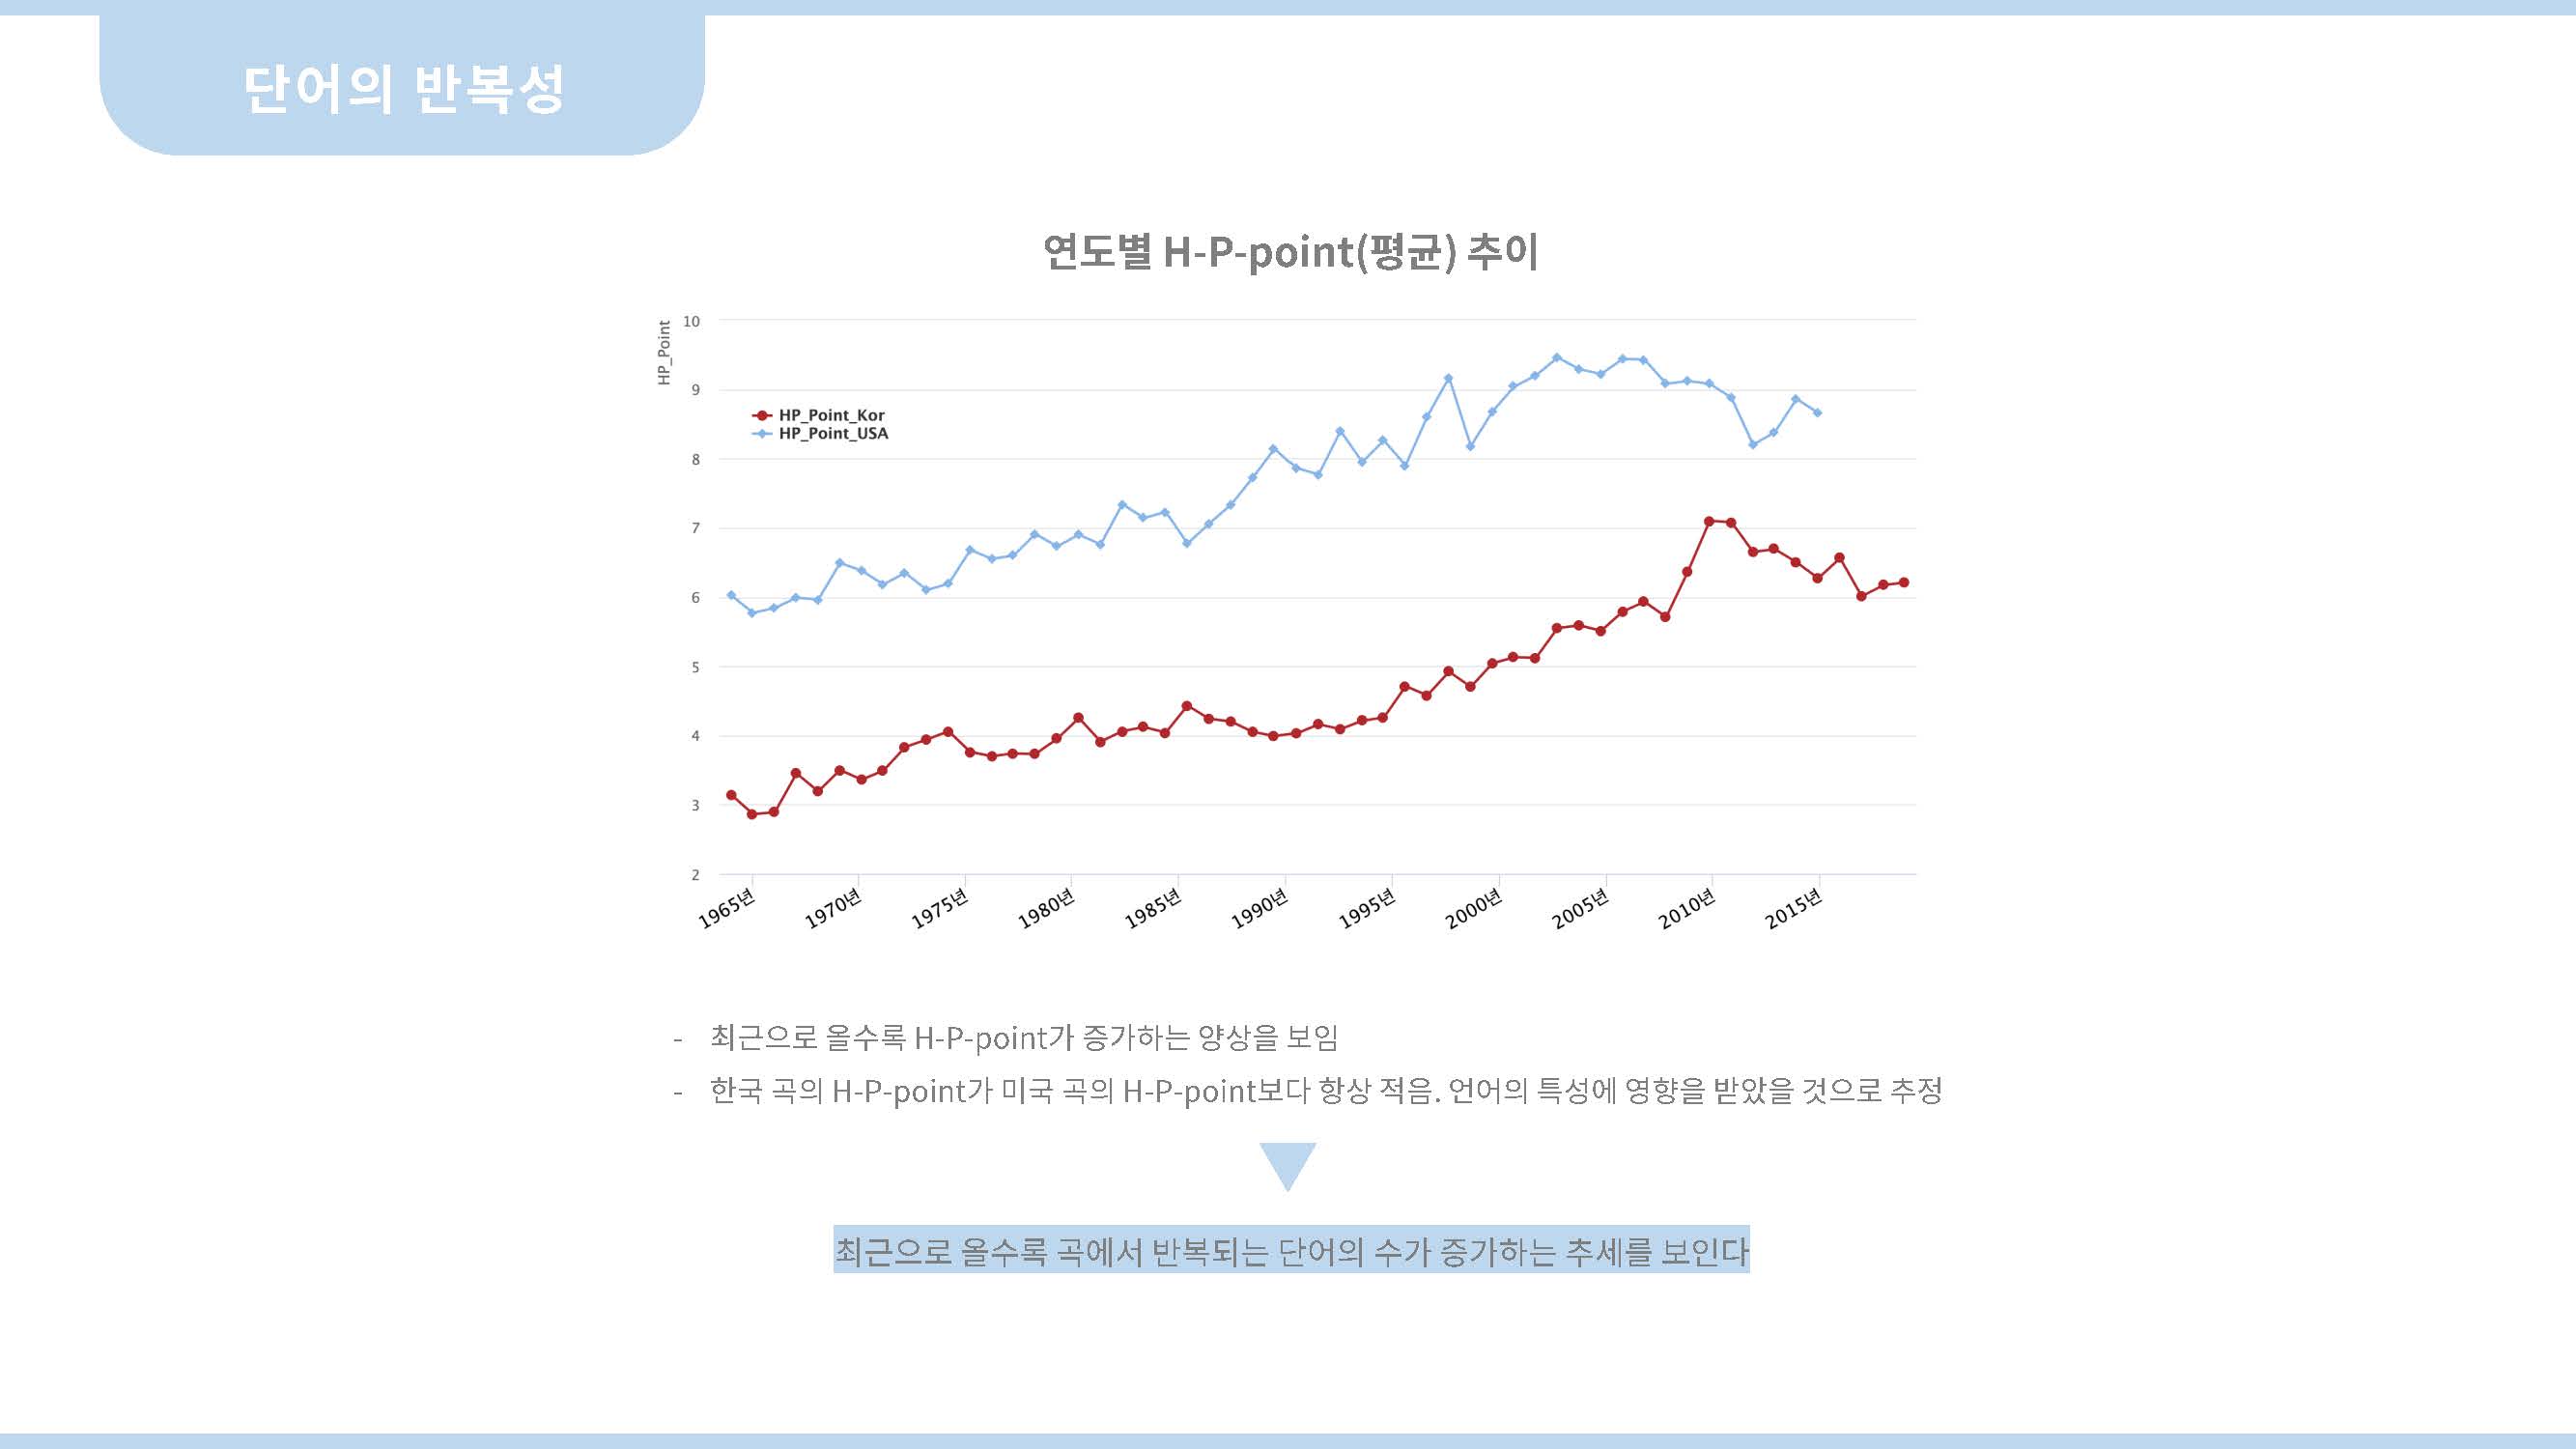 단어의 반복성
연도별 H-P-point(평균) 추이
HP_Point
10
9
8
7
6
5
4
3
2
HP_Point_Kor
HP_Point_USA
1965년
1970년
1975년
1980년
1985년
1990년
1995년
2000년
2005년
2010년
2015년
- 최근으로 올수록 H-P-point가 증가하는 양상을 보임
- 한국 곡의 H-P-point가 미국 곡의 H-P-point보다 항상 적음. 언어의 특성에 영향을 받았을 것으로 추정
최근으로 올수록 곡에서 반복되는 단어의 수가 증가하는 추세를 보인다